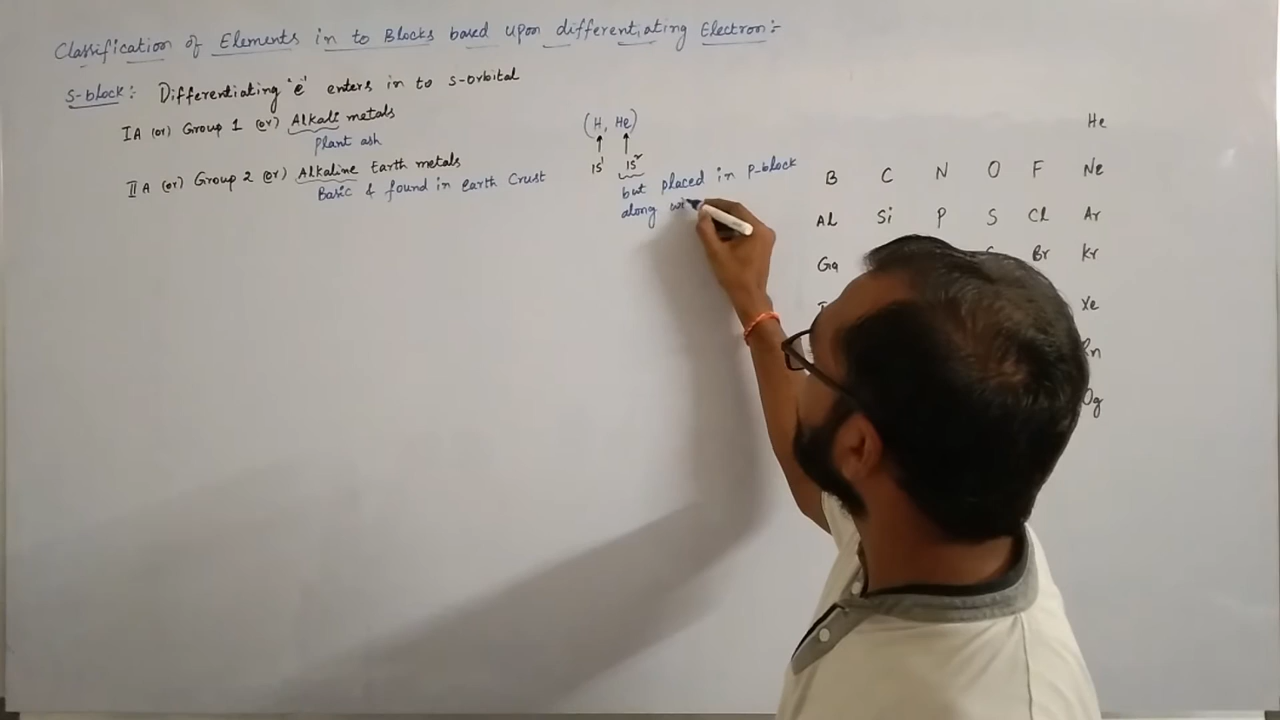 Classification of Elements in to Blocks based upon differentiating Electron:-
S-block: Differentiating 'e⁻' enters in to s-orbital
IA (or) Group 1 (or) Alkali metals
Plant ash
IIA (or) Group 2 (or) Alkaline Earth metals
Basic & found in earth Crust
(H, He)
1s¹ 1s²
but placed in p-block
along wi
He
B C N O F Ne
Al Si P S Cl Ar
Ga Br Kr
Xe
Rn
Og